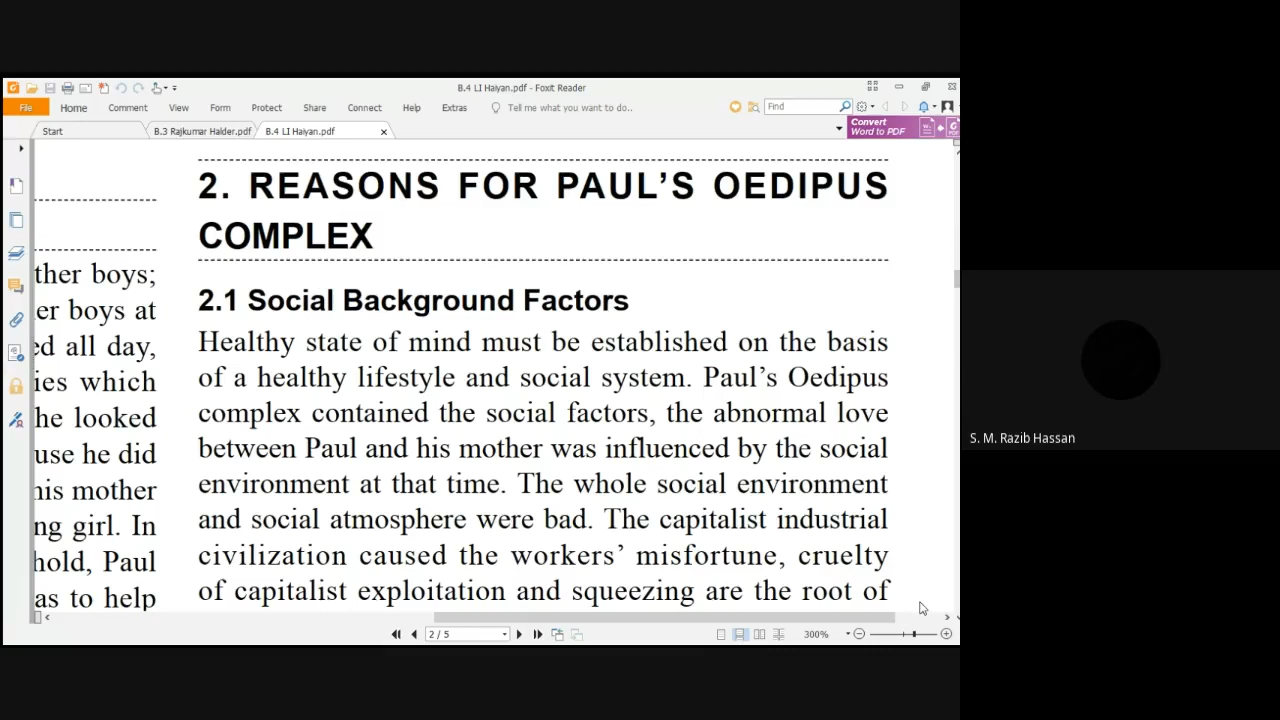 B.4 LI Haiyan.pdf - Foxit Reader
File Home Comment View Form Protect Share Connect Help Extras Tell me what you want to do.. Find
Start B.3 Rajkumar Halder.pdf B.4 LI Haiyan.pdf
Convert
Word to PDF
ther boys;
er boys at
ed all day,
ies which
he looked
use he did
his mother
ng girl. In
hold, Paul
as to help
2. REASONS FOR PAUL’S OEDIPUS
COMPLEX
2.1 Social Background Factors
Healthy state of mind must be established on the basis
of a healthy lifestyle and social system. Paul’s Oedipus
complex contained the social factors, the abnormal love
between Paul and his mother was influenced by the social
environment at that time. The whole social environment
and social atmosphere were bad. The capitalist industrial
civilization caused the workers’ misfortune, cruelty
of capitalist exploitation and squeezing are the root of
2 / 5
300%
S. M. Razib Hassan